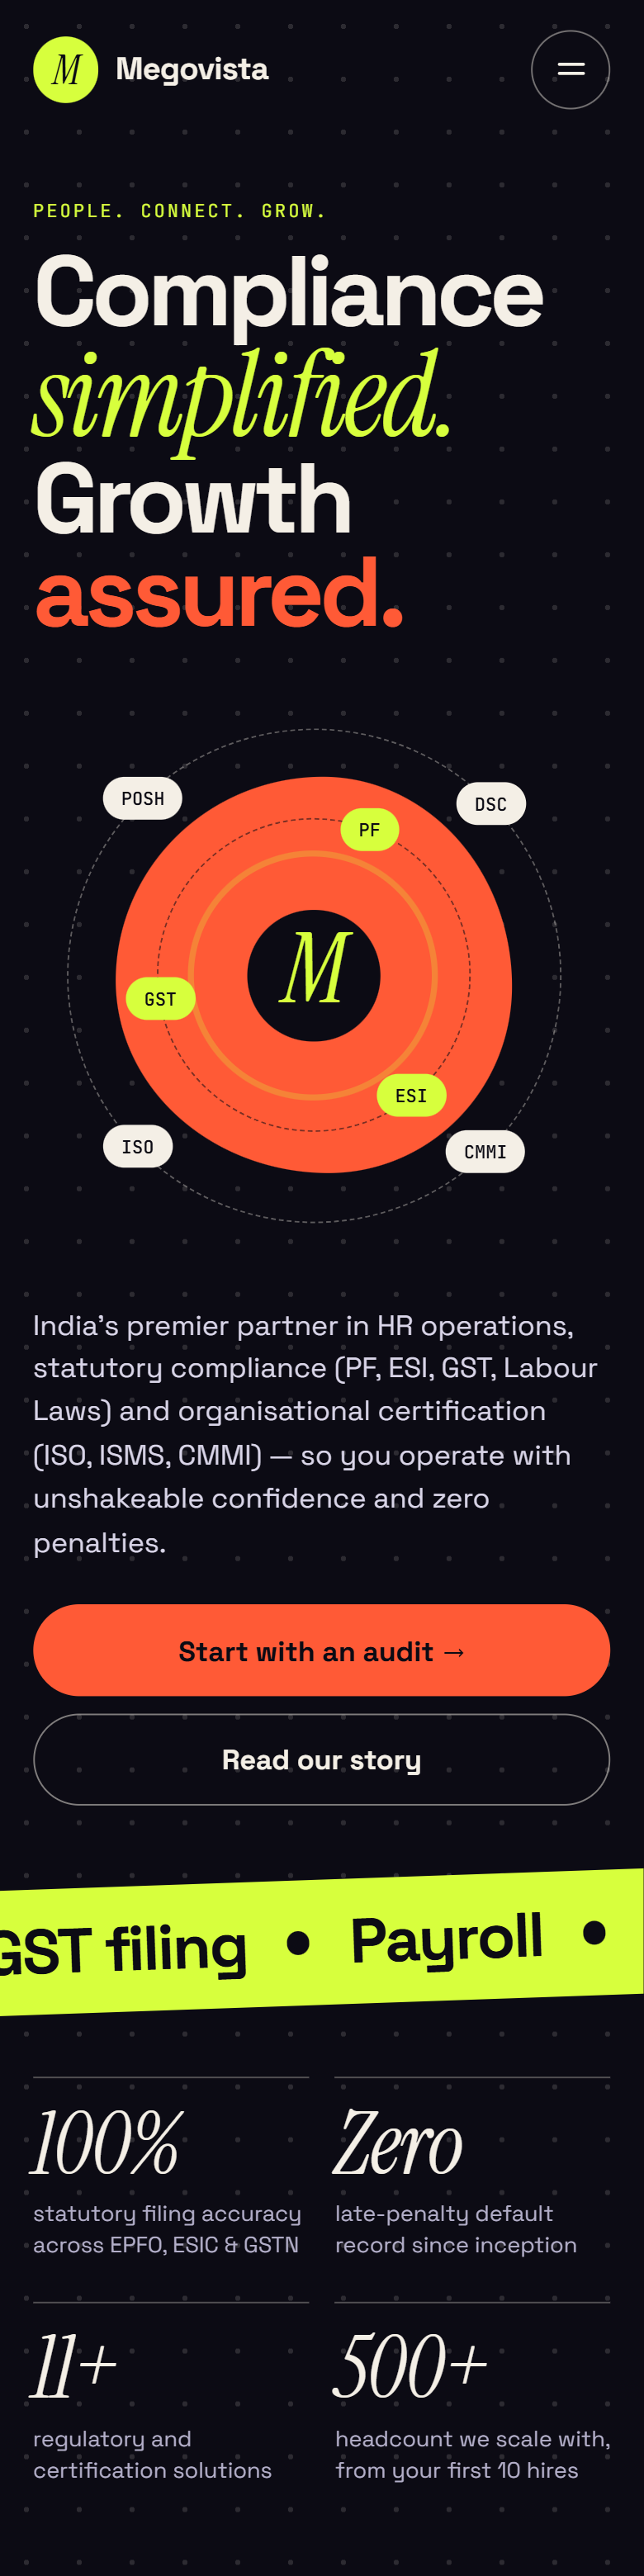 M Megovista
PEOPLE. CONNECT. GROW.
Compliance
simplified.
Growth
assured.
POSH
DSC
PF
M
GST
ESI
ISO
CMMI
India’s premier partner in HR operations,
statutory compliance (PF, ESI, GST, Labour
Laws) and organisational certification
(ISO, ISMS, CMMI) — so you operate with
unshakeable confidence and zero
penalties.
Start with an audit →
Read our story
GST filing • Payroll •
100%
statutory filing accuracy
across EPFO, ESIC & GSTN
Zero
late-penalty default
record since inception
11+
regulatory and
certification solutions
500+
headcount we scale with,
from your first 10 hires